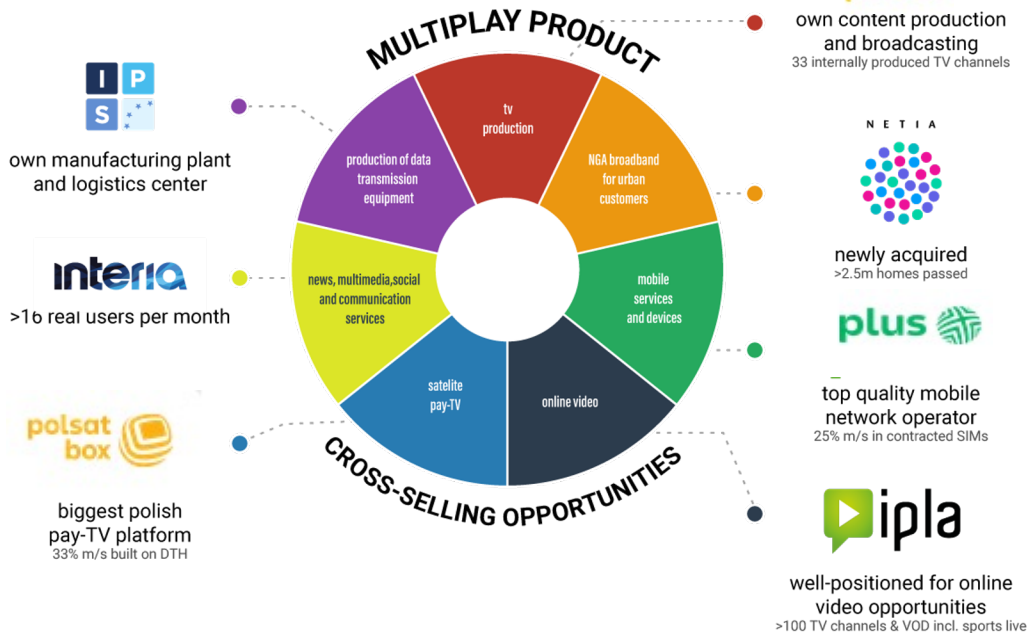 MULTIPLAY PRODUCT
own content production
and broadcasting
33 internally produced TV channels
I P
S
own manufacturing plant
and logistics center
tv
production
production of data
transmission
equipment
NGA broadband
for urban
customers
NETIA
newly acquired
>2.5m homes passed
interia
>16 real users per month
news, multimedia,social
and communication
services
mobile
services
and devices
plus
top quality mobile
network operator
25% m/s in contracted SIMs
satelite
pay-TV
online video
polsat
box
biggest polish
pay-TV platform
33% m/s built on DTH
CROSS-SELLING OPPORTUNITIES
ipla
well-positioned for online
video opportunities
>100 TV channels & VOD incl. sports live